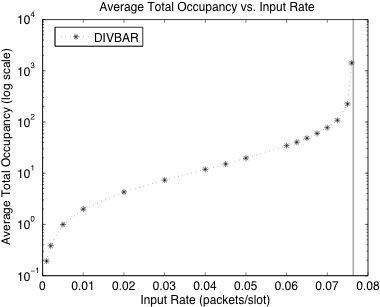 Average Total Occupancy vs. Input Rate
DIVBAR
Average Total Occupancy (log scale)
10^4
10^3
10^2
10^1
10^0
10^−1
0 0.01 0.02 0.03 0.04 0.05 0.06 0.07 0.08
Input Rate (packets/slot)